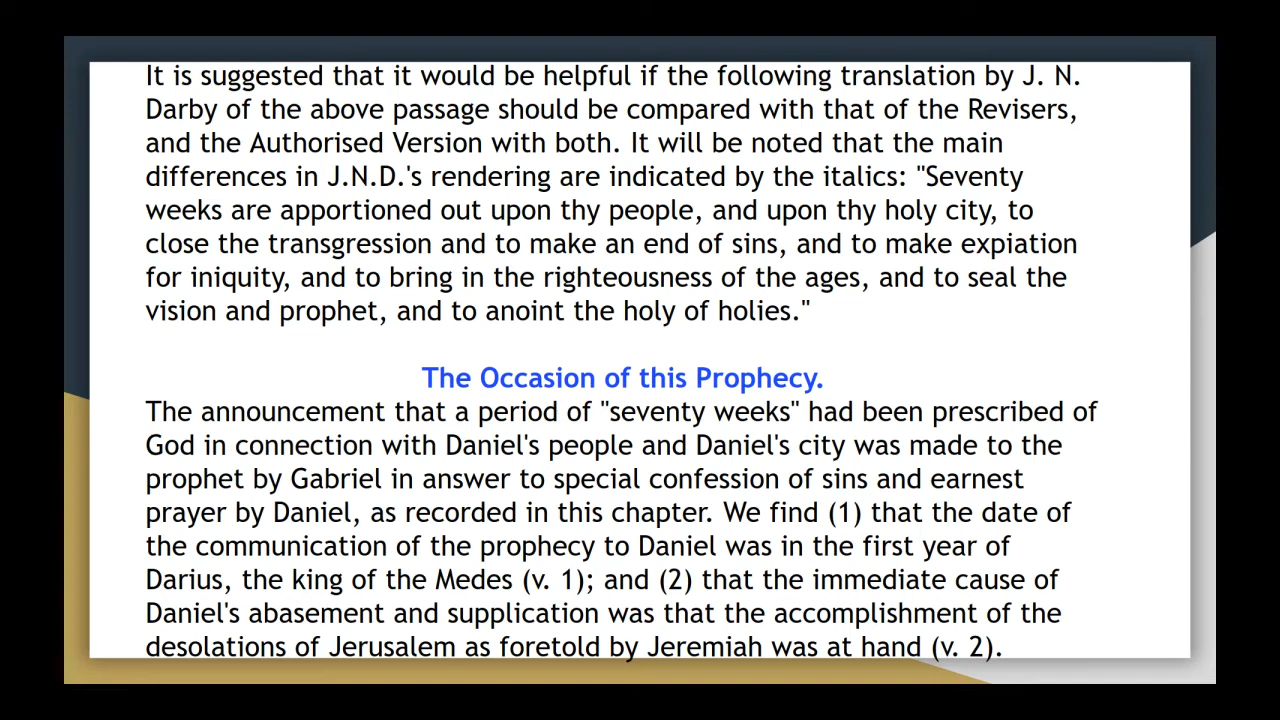 It is suggested that it would be helpful if the following translation by J. N.
Darby of the above passage should be compared with that of the Revisers,
and the Authorised Version with both. It will be noted that the main
differences in J.N.D.'s rendering are indicated by the italics: "Seventy
weeks are apportioned out upon thy people, and upon thy holy city, to
close the transgression and to make an end of sins, and to make expiation
for iniquity, and to bring in the righteousness of the ages, and to seal the
vision and prophet, and to anoint the holy of holies."
The Occasion of this Prophecy.
The announcement that a period of "seventy weeks" had been prescribed of
God in connection with Daniel's people and Daniel's city was made to the
prophet by Gabriel in answer to special confession of sins and earnest
prayer by Daniel, as recorded in this chapter. We find (1) that the date of
the communication of the prophecy to Daniel was in the first year of
Darius, the king of the Medes (v. 1); and (2) that the immediate cause of
Daniel's abasement and supplication was that the accomplishment of the
desolations of Jerusalem as foretold by Jeremiah was at hand (v. 2).